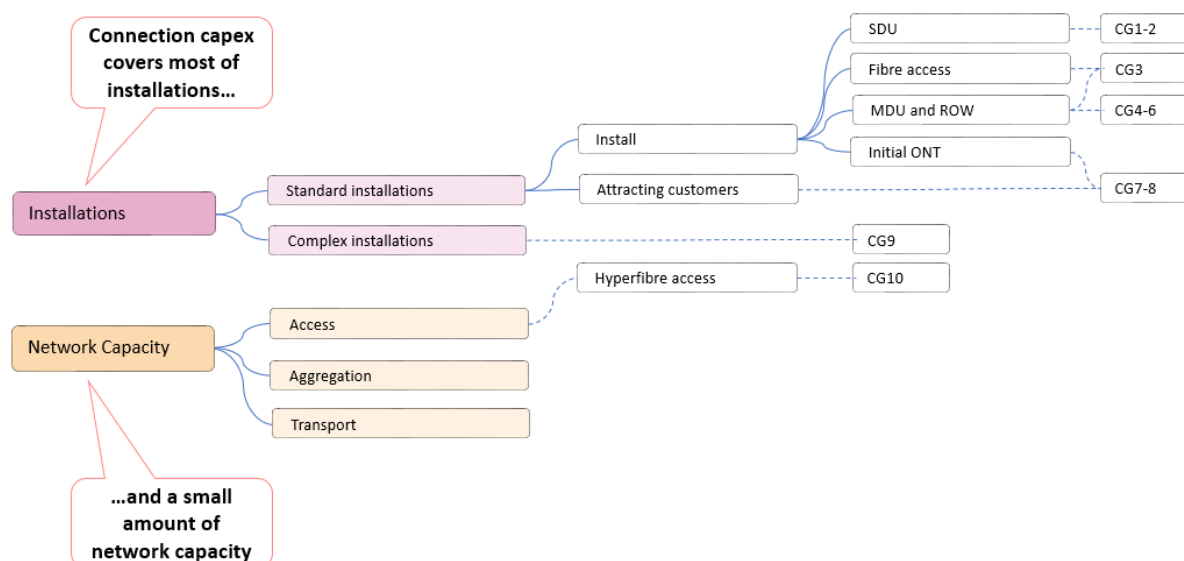 Connection capex
covers most of
installations...
SDU
CG1-2
Fibre access
CG3
MDU and ROW
CG4-6
Install
Initial ONT
Standard installations
Attracting customers
CG7-8
Installations
Complex installations
CG9
Hyperfibre access
CG10
Access
Network Capacity
Aggregation
Transport
...and a small
amount of
network capacity